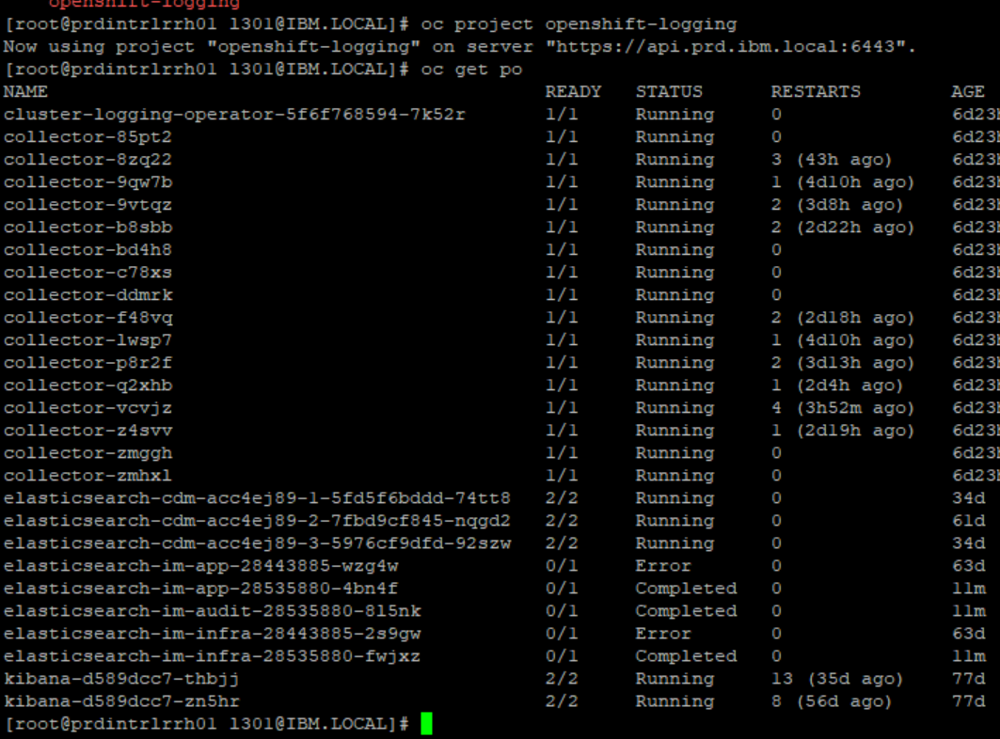 openshift-logging
[root@prdintrlrrh01 l301@IBM.LOCAL]# oc project openshift-logging
Now using project "openshift-logging" on server "https://api.prd.ibm.local:6443".
[root@prdintrlrrh01 l301@IBM.LOCAL]# oc get po
NAME READY STATUS RESTARTS AGE
cluster-logging-operator-5f6f768594-7k52r 1/1 Running 0 6d23h
collector-85pt2 1/1 Running 0 6d23h
collector-8zq22 1/1 Running 3 (43h ago) 6d23h
collector-9qw7b 1/1 Running 1 (4d10h ago) 6d23h
collector-9vtqz 1/1 Running 2 (3d8h ago) 6d23h
collector-b8sbb 1/1 Running 2 (2d22h ago) 6d23h
collector-bd4h8 1/1 Running 0 6d23h
collector-c78xs 1/1 Running 0 6d23h
collector-ddmrk 1/1 Running 0 6d23h
collector-f48vq 1/1 Running 2 (2d18h ago) 6d23h
collector-lwsp7 1/1 Running 1 (4d10h ago) 6d23h
collector-p8r2f 1/1 Running 2 (3d13h ago) 6d23h
collector-q2xhb 1/1 Running 1 (2d4h ago) 6d23h
collector-vcvjz 1/1 Running 4 (3h52m ago) 6d23h
collector-z4svv 1/1 Running 1 (2d19h ago) 6d23h
collector-zmggh 1/1 Running 0 6d23h
collector-zmhxl 1/1 Running 0 6d23h
elasticsearch-cdm-acc4ej89-1-5fd5f6bddd-74tt8 2/2 Running 0 34d
elasticsearch-cdm-acc4ej89-2-7fbd9cf845-nqgd2 2/2 Running 0 61d
elasticsearch-cdm-acc4ej89-3-5976cf9dfd-92szw 2/2 Running 0 34d
elasticsearch-im-app-28443885-wzg4w 0/1 Error 0 63d
elasticsearch-im-app-28535880-4bn4f 0/1 Completed 0 11m
elasticsearch-im-audit-28535880-8l5nk 0/1 Completed 0 11m
elasticsearch-im-infra-28443885-2s9gw 0/1 Error 0 63d
elasticsearch-im-infra-28535880-fwjxz 0/1 Completed 0 11m
kibana-d589dcc7-thbjj 2/2 Running 13 (35d ago) 77d
kibana-d589dcc7-zn5hr 2/2 Running 8 (56d ago) 77d
[root@prdintrlrrh01 l301@IBM.LOCAL]#